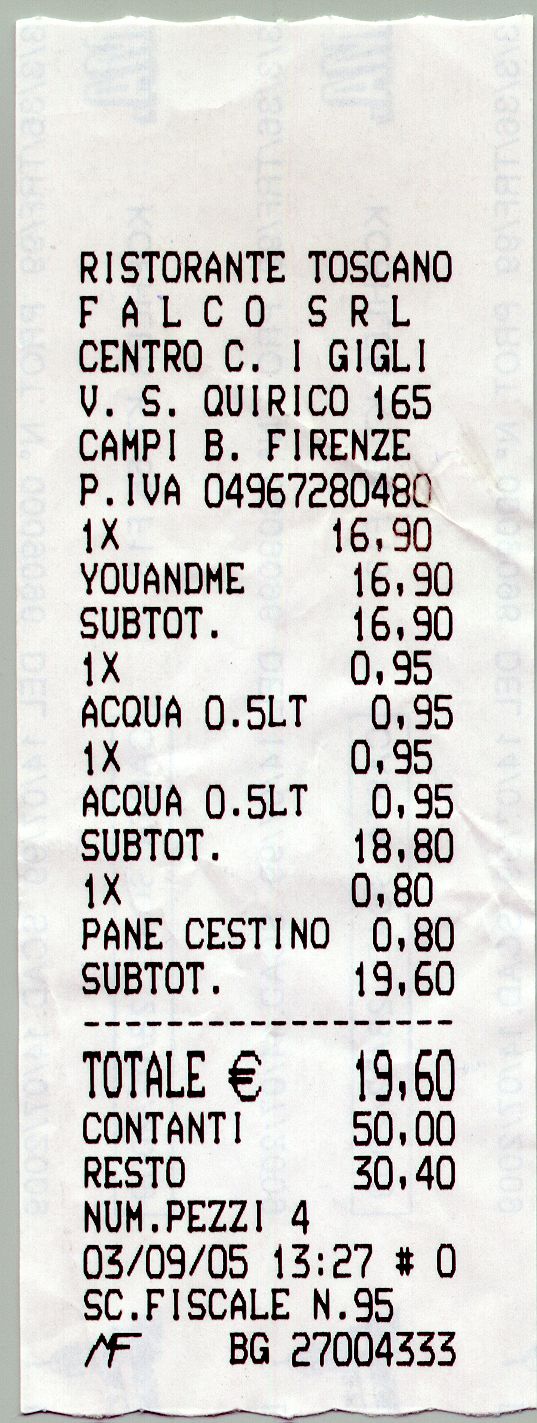 RISTORANTE TOSCANO
F A L C O  S R L
CENTRO C. I GIGLI
V. S. QUIRICO 165
CAMPI B. FIRENZE
P.IVA 04967280480
1X 16,90
YOUANDME 16,90
SUBTOT. 16,90
1X 0,95
ACQUA 0.5LT 0,95
1X 0,95
ACQUA 0.5LT 0,95
SUBTOT. 18,80
1X 0,80
PANE CESTINO 0,80
SUBTOT. 19,60
------------------
TOTALE € 19,60
CONTANTI 50,00
RESTO 30,40
NUM.PEZZI 4
03/09/05 13:27 # 0
SC.FISCALE N.95
MF BG 27004333